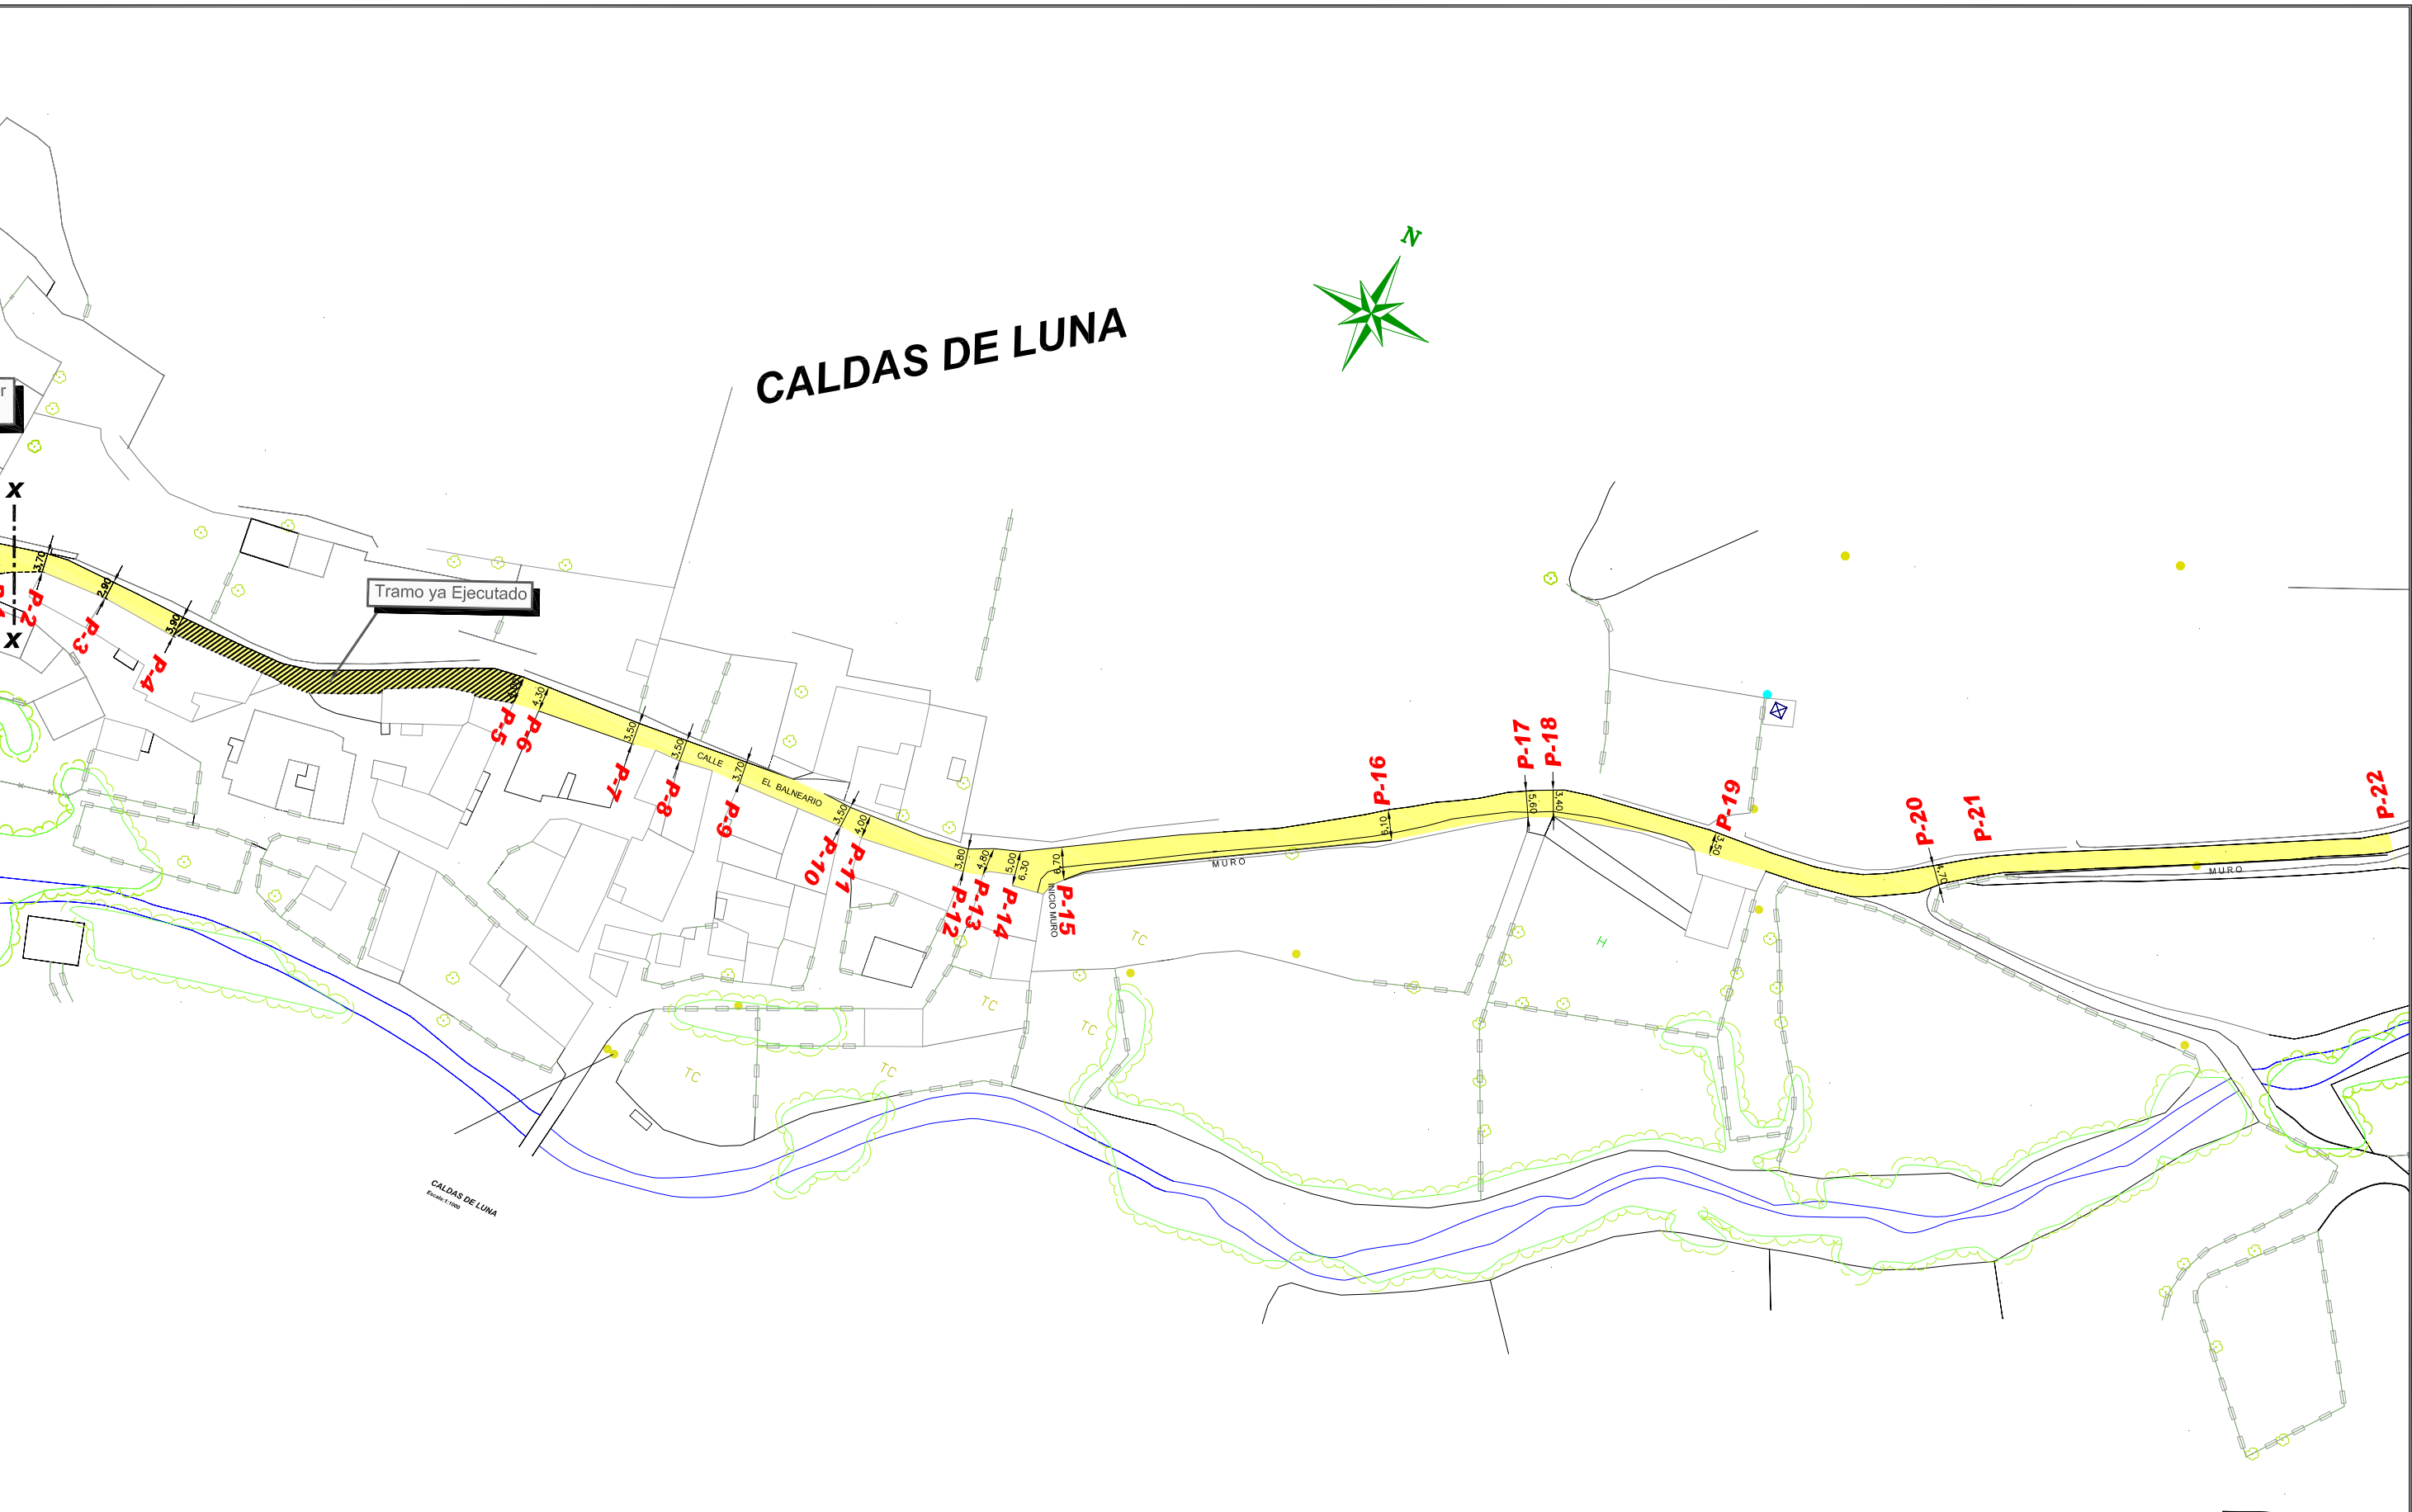 N
CALDAS DE LUNA
r
x
x
Tramo ya Ejecutado
3,70
2,90
3,90
4,30
3,50
3,50
3,70
3,50
4,00
3,80
4,80
5,00
6,30
6,70
6,10
5,60
3,40
3,50
4,70
P-2
P-3
P-4
P-5
P-6
P-7
P-8
P-9
P-10
P-11
P-12
P-13
P-14
P-15
P-16
P-17
P-18
P-19
P-20
P-21
P-22
CALLE
EL BALNEARIO
INICIO MURO
MURO
MURO
TC
TC
TC
TC
TC
H
CALDAS DE LUNA
Escala:1:1000